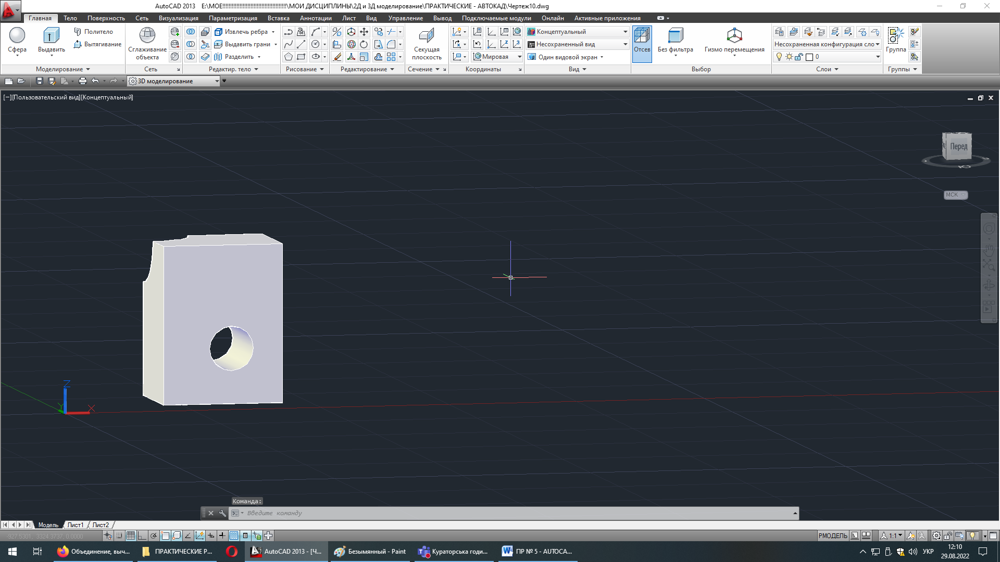 AutoCAD 2013 E:\МОЕ!!!!!!!!!!!!!!!!!!!!!!!!!!!!!!!!!!!!!!!!!\МОИ ДИСЦИПЛИНЫ\2Д и 3Д моделирование\ПРАКТИЧЕСКИЕ - АВТОКАД\Чертеж10.dwg
Главная Тело Поверхность Сеть Визуализация Параметризация Вставка Аннотации Лист Вид Управление Вывод Подключаемые модули Онлайн Активные приложения
Политело Извлечь ребра Концептуальный
Вытягивание Выдавить грани Несохраненный вид Несохраненная конфигурация сло
Сфера Выдавить Сглаживание объекта Секущая плоскость Отсев Без фильтра Гизмо перемещения Группа
Разделить Мировая Один видовой экран 0
Моделирование Сеть Редактир. тело Рисование Редактирование Сечение Координаты Вид Выбор Слои Группы
3D моделирование
[−][Пользовательский вид][Концептуальный]
Перед
Ю
МСК
Z
Y X
Команда:
Введите команду
Модель Лист1 Лист2
-327.5301, 3324.3737, 0.0000 РМОДЕЛЬ 1:1
Объединение, выч... ПРАКТИЧЕСКИЕ Р... AutoCAD 2013 - [Ч... Безымянный - Paint Кураторська годи... ПР № 5 - AUTOCA... УКР 12:10
29.08.2022